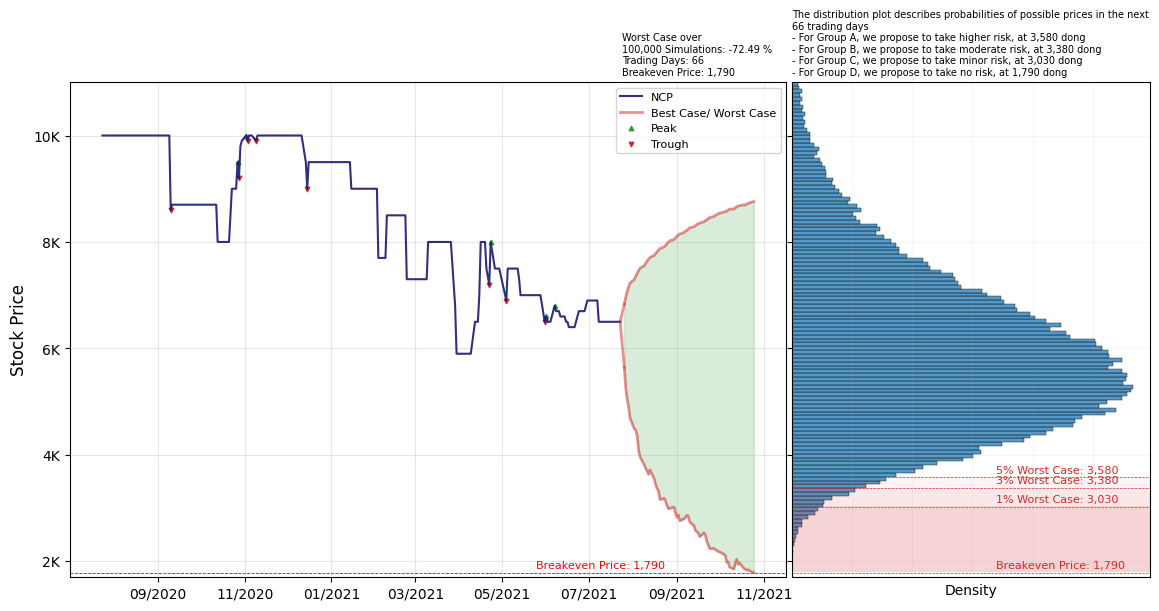 The distribution plot describes probabilities of possible prices in the next
66 trading days
- For Group A, we propose to take higher risk, at 3,580 dong
- For Group B, we propose to take moderate risk, at 3,380 dong
- For Group C, we propose to take minor risk, at 3,030 dong
- For Group D, we propose to take no risk, at 1,790 dong
Worst Case over
100,000 Simulations: -72.49 %
Trading Days: 66
Breakeven Price: 1,790
NCP
Best Case/ Worst Case
Peak
Trough
Stock Price
10K
8K
6K
4K
2K
Breakeven Price: 1,790
09/2020
11/2020
01/2021
03/2021
05/2021
07/2021
09/2021
11/2021
5% Worst Case: 3,580
3% Worst Case: 3,380
1% Worst Case: 3,030
Breakeven Price: 1,790
Density